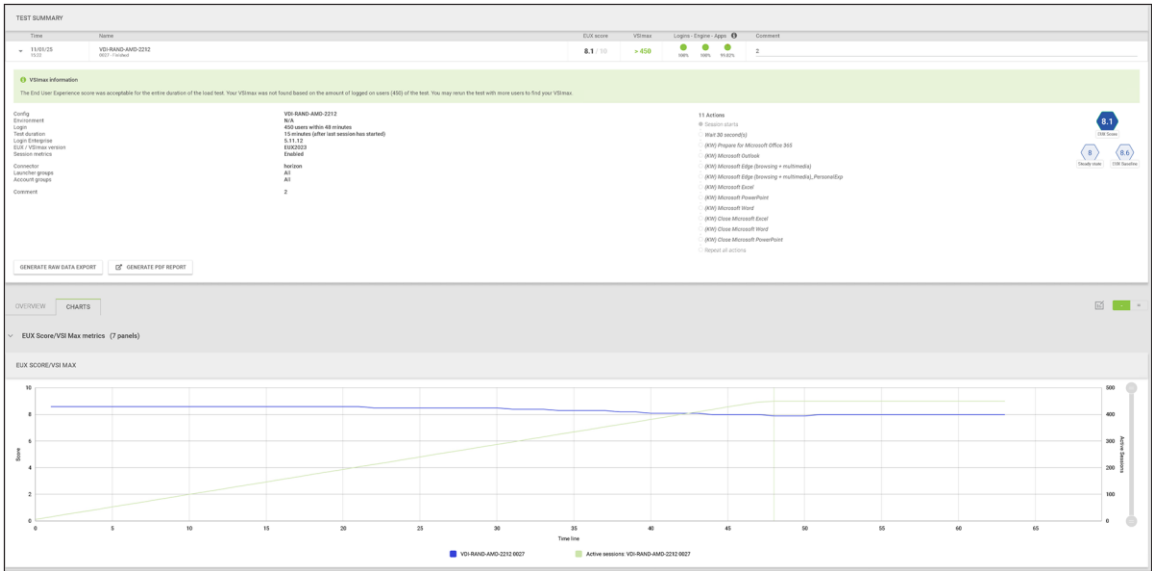 TEST SUMMARY
Time Name EUX score VSImax Logins - Engine - Apps Comment
11/01/25 VDI-RAND-AMD-2212 8.1 / 10 > 450 2
0027 - Finished 100% 100%
VSImax information
The End User Experience score was acceptable for the entire duration of the load test. Your VSImax was not found based on the amount of logged on users (450) of the test. You may rerun the test with more users to find your VSImax.
Config VDI-RAND-AMD-2212
Environment N/A
Login 450 users within 48 minutes
Test duration 15 minutes (after last session has started)
Login Enterprise 5.11.12
EUX / VSImax version EUX2023
Session metrics Enabled
Connector horizon
Launcher groups All
Account groups All
Comment 2
11 Actions
Session starts
Wait 30 second(s)
(KW) Prepare for Microsoft Office 365
(KW) Microsoft Outlook
(KW) Microsoft Edge (browsing + multimedia)
(KW) Microsoft Edge (browsing + multimedia)_PersonalExp
(KW) Microsoft Excel
(KW) Microsoft PowerPoint
(KW) Microsoft Word
(KW) Close Microsoft Excel
(KW) Close Microsoft Word
(KW) Close Microsoft PowerPoint
Repeat all actions
8.1
EUX Score
8 8.6
Steady state EUX Baseline
GENERATE RAW DATA EXPORT GENERATE PDF REPORT
OVERVIEW CHARTS
EUX Score/VSI Max metrics (7 panels)
EUX SCORE/VSI MAX
10 500
8 400
6 300
4 200
2 100
0 0
Score
Active Sessions
0 5 10 15 20 25 30 35 40 45 50 55 60 65
Time line
VDI-RAND-AMD-2212:0027 Active sessions: VDI-RAND-AMD-2212:0027